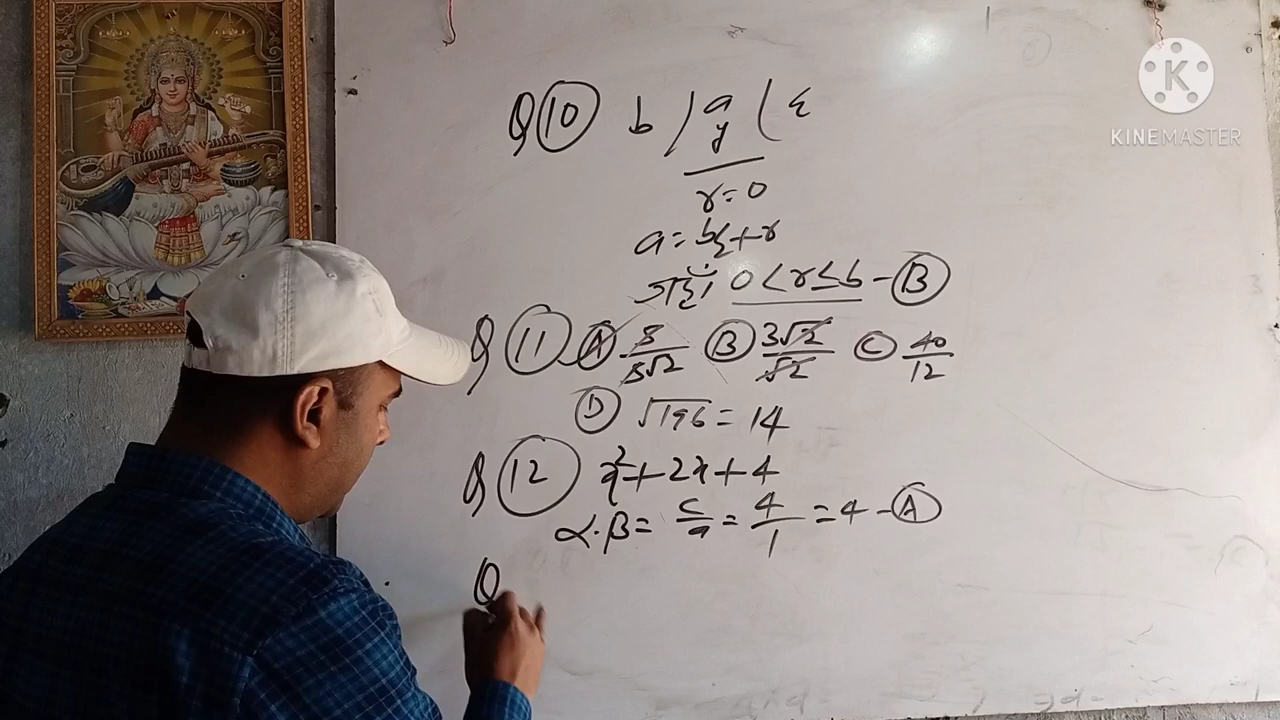 K
KINEMASTER
Q 10 b ) a ( q
y
r = 0
a = bq + r
जहाँ 0 < r ≤ b - B
Q 11 A 5/5√2 B 3√2/√2 C 40/12
D √196 = 14
Q 12 x² + 2x + 4
α.β = c/a = 4/1 = 4 - A
Q